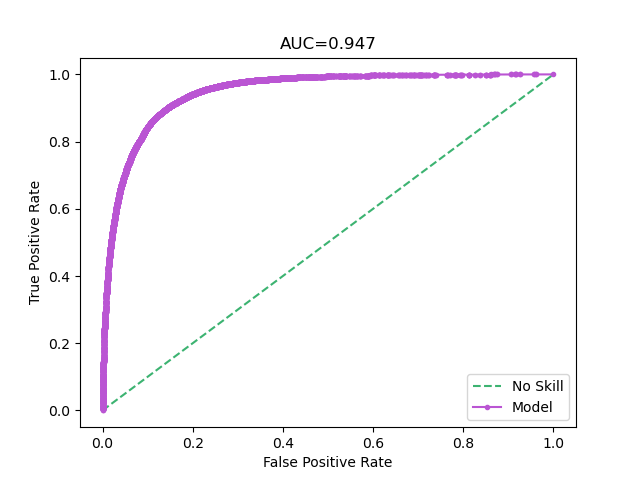 AUC=0.947
True Positive Rate
1.0
0.8
0.6
0.4
0.2
0.0
0.0 0.2 0.4 0.6 0.8 1.0
False Positive Rate
No Skill
Model